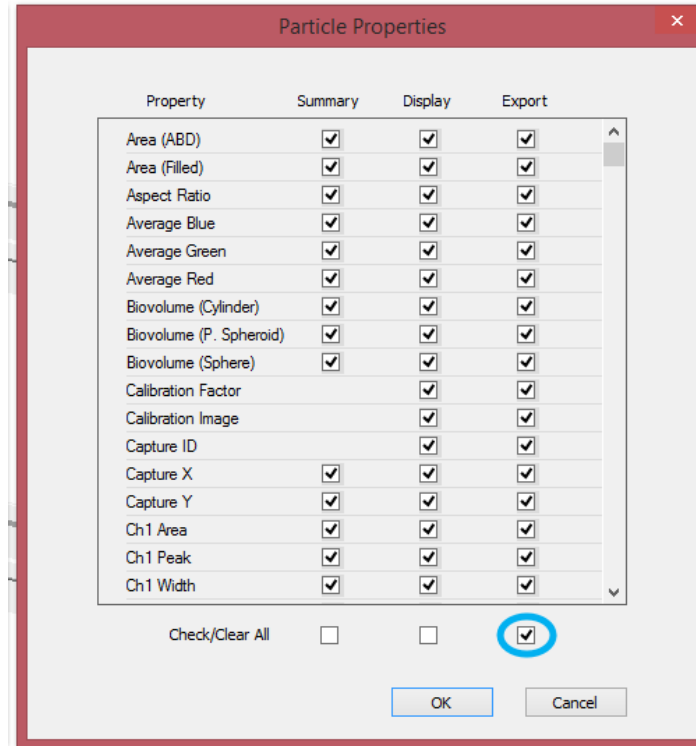 Particle Properties
Property Summary Display Export
Area (ABD)
Area (Filled)
Aspect Ratio
Average Blue
Average Green
Average Red
Biovolume (Cylinder)
Biovolume (P. Spheroid)
Biovolume (Sphere)
Calibration Factor
Calibration Image
Capture ID
Capture X
Capture Y
Ch1 Area
Ch1 Peak
Ch1 Width
Check/Clear All
OK Cancel